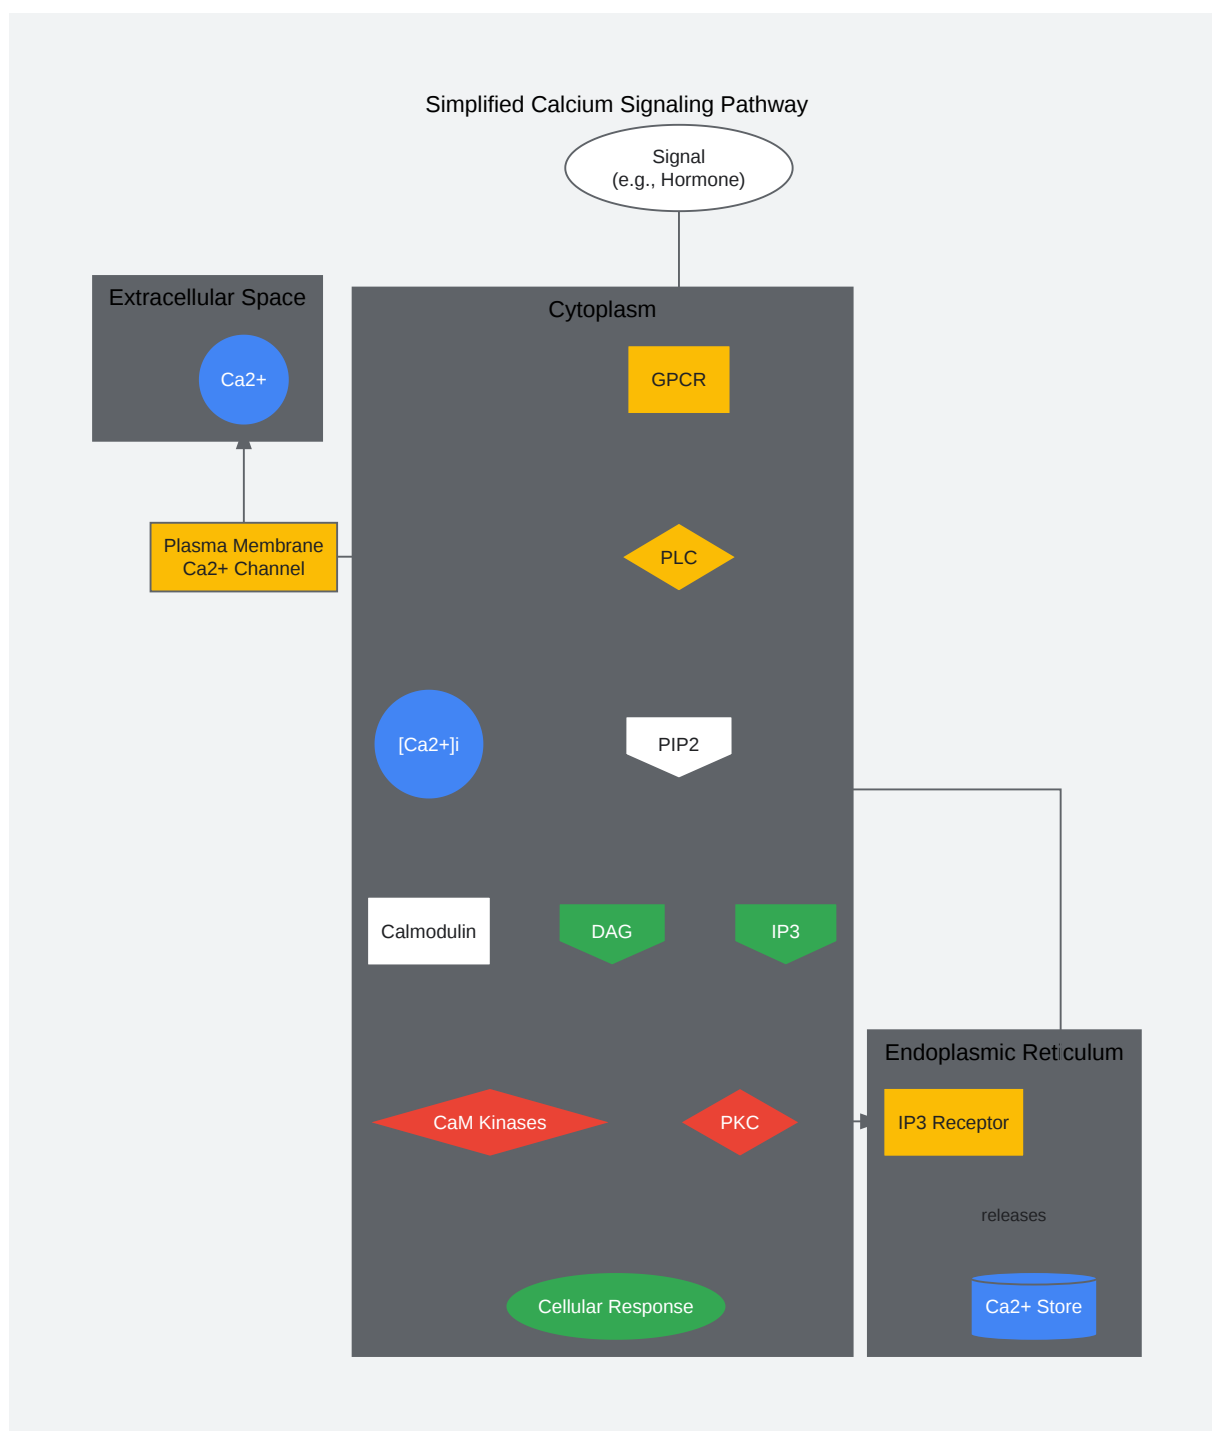 Simplified Calcium Signaling Pathway
Signal
(e.g., Hormone)
Extracellular Space
Ca2+
Cytoplasm
GPCR
Plasma Membrane
Ca2+ Channel
PLC
[Ca2+]i
PIP2
Calmodulin
DAG
IP3
Endoplasmic Reticulum
CaM Kinases
PKC
IP3 Receptor
releases
Cellular Response
Ca2+ Store